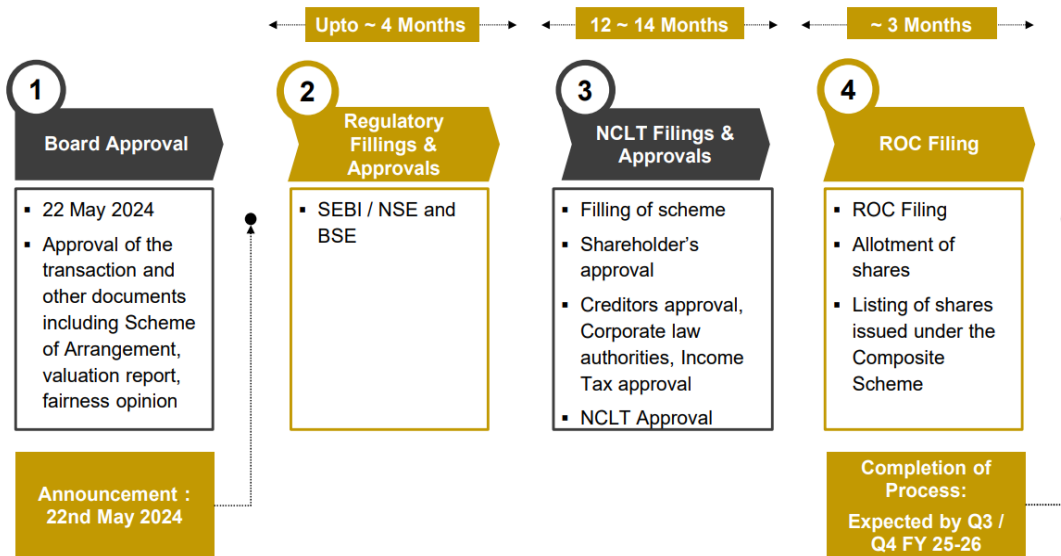 Upto ~ 4 Months
12 ~ 14 Months
~ 3 Months
1
Board Approval
▪ 22 May 2024
▪ Approval of the
transaction and
other documents
including Scheme
of Arrangement,
valuation report,
fairness opinion
Announcement :
22nd May 2024
2
Regulatory
Fillings &
Approvals
▪ SEBI / NSE and
BSE
3
NCLT Filings &
Approvals
▪ Filling of scheme
▪ Shareholder’s
approval
▪ Creditors approval,
Corporate law
authorities, Income
Tax approval
▪ NCLT Approval
4
ROC Filing
▪ ROC Filing
▪ Allotment of
shares
▪ Listing of shares
issued under the
Composite
Scheme
Completion of
Process:
Expected by Q3 /
Q4 FY 25-26